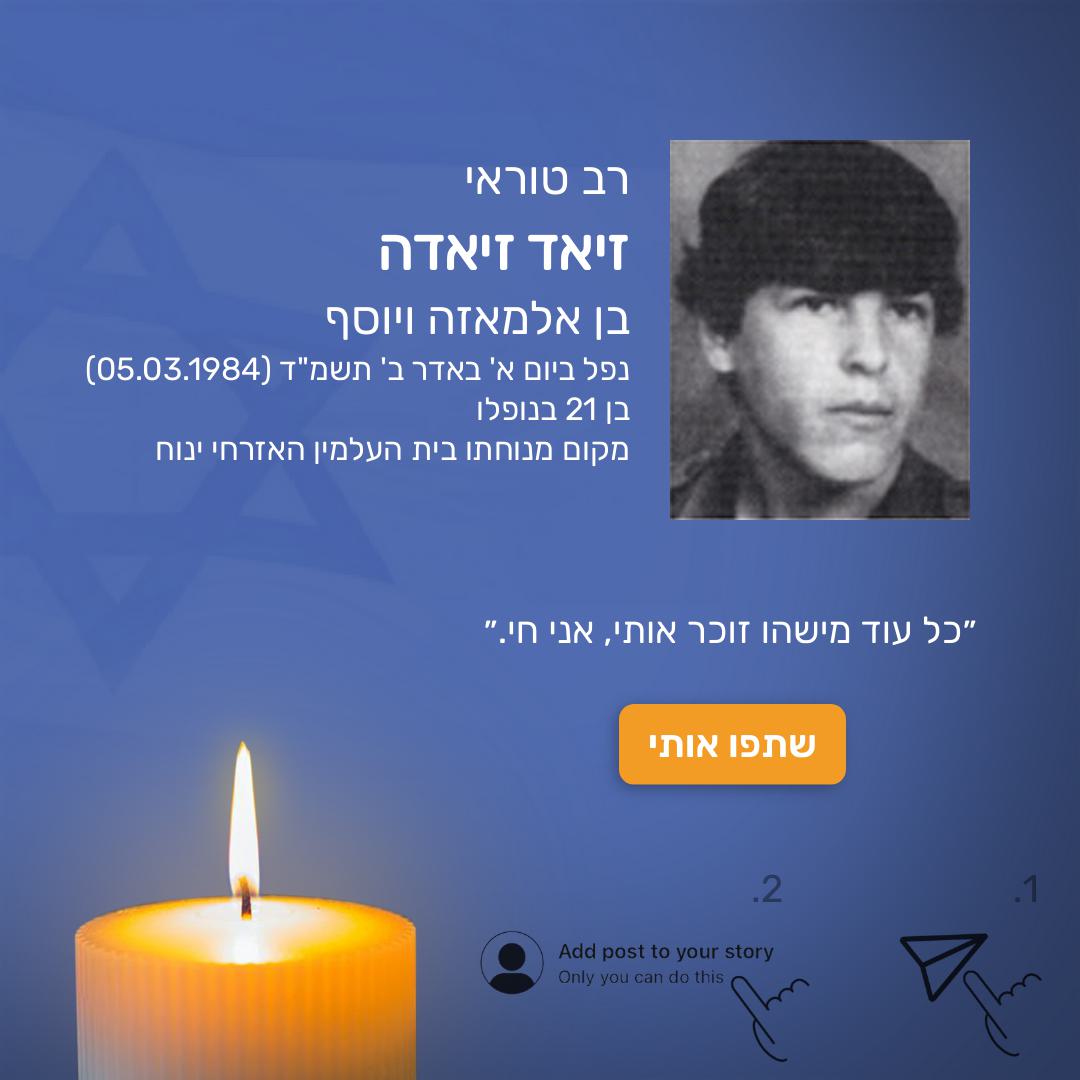 רב טוראי
זיאד זיאדה
בן אלמאזה ויוסף
נפל ביום א' באדר ב' תשמ"ד (05.03.1984)
בן 21 בנופלו
מקום מנוחתו בית העלמין האזרחי ינוח
״כל עוד מישהו זוכר אותי, אני חי.״
שתפו אותי
1.
2.
Add post to your story
Only you can do this